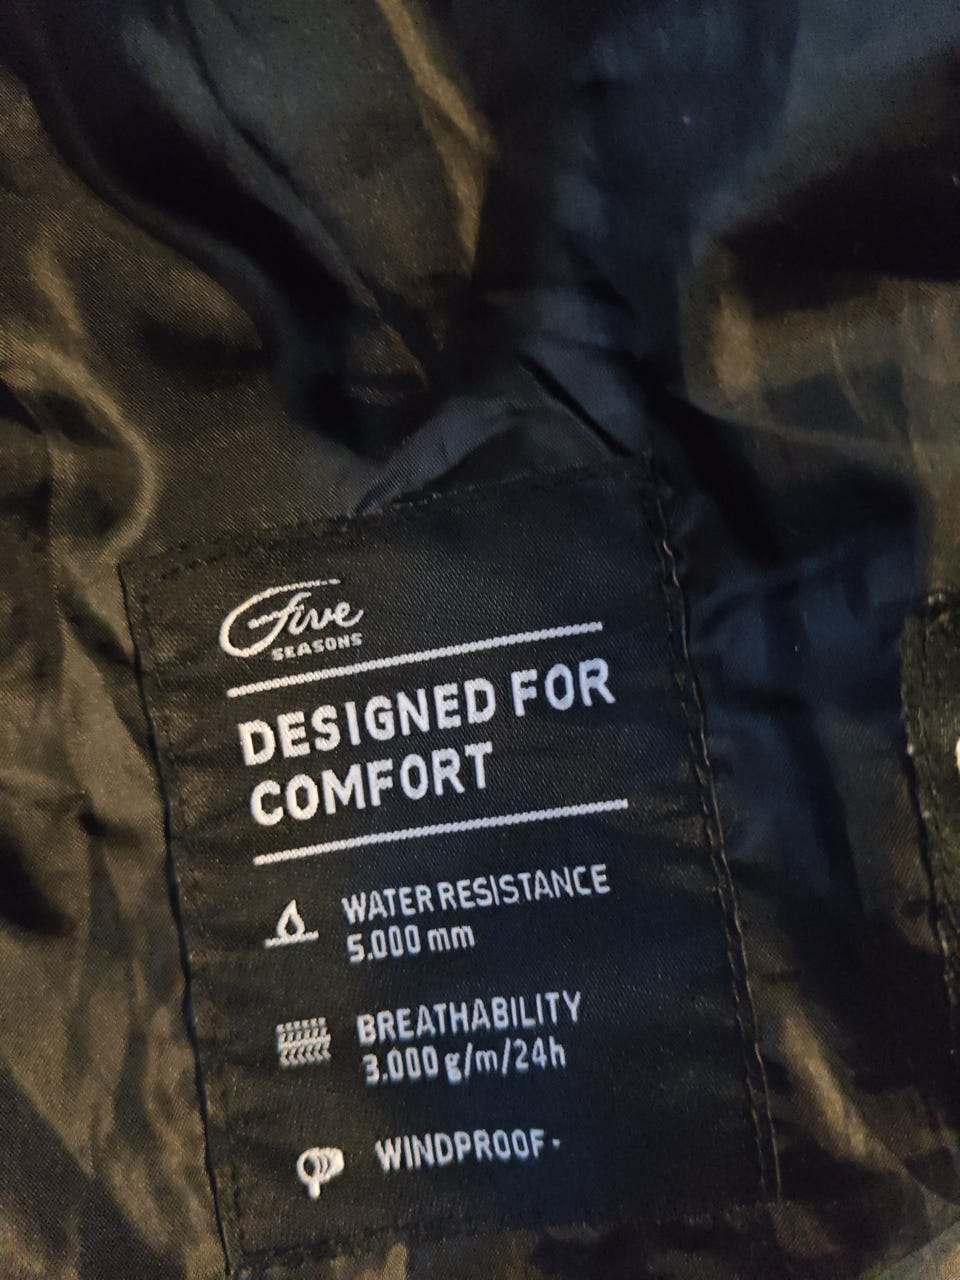 Five
SEASONS
DESIGNED FOR
COMFORT
WATER RESISTANCE
5.000 mm
BREATHABILITY
3.000 g/m/24h
WINDPROOF-